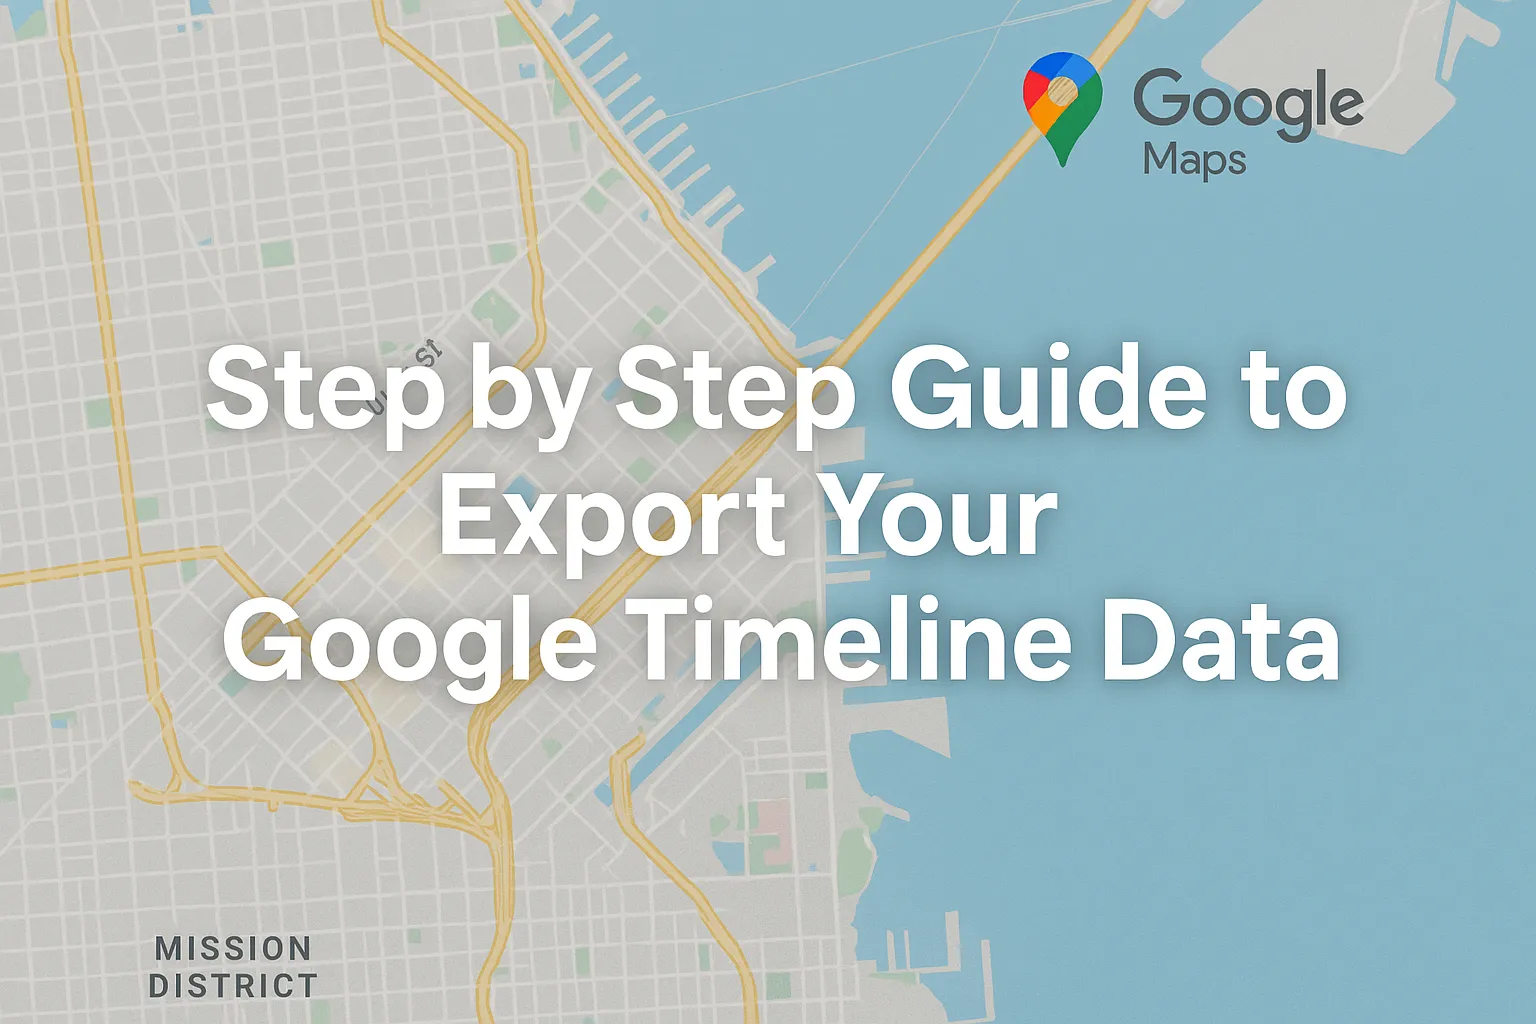 Google
Maps
Step by Step Guide to
Export Your
Google Timeline Data
MISSION
DISTRICT